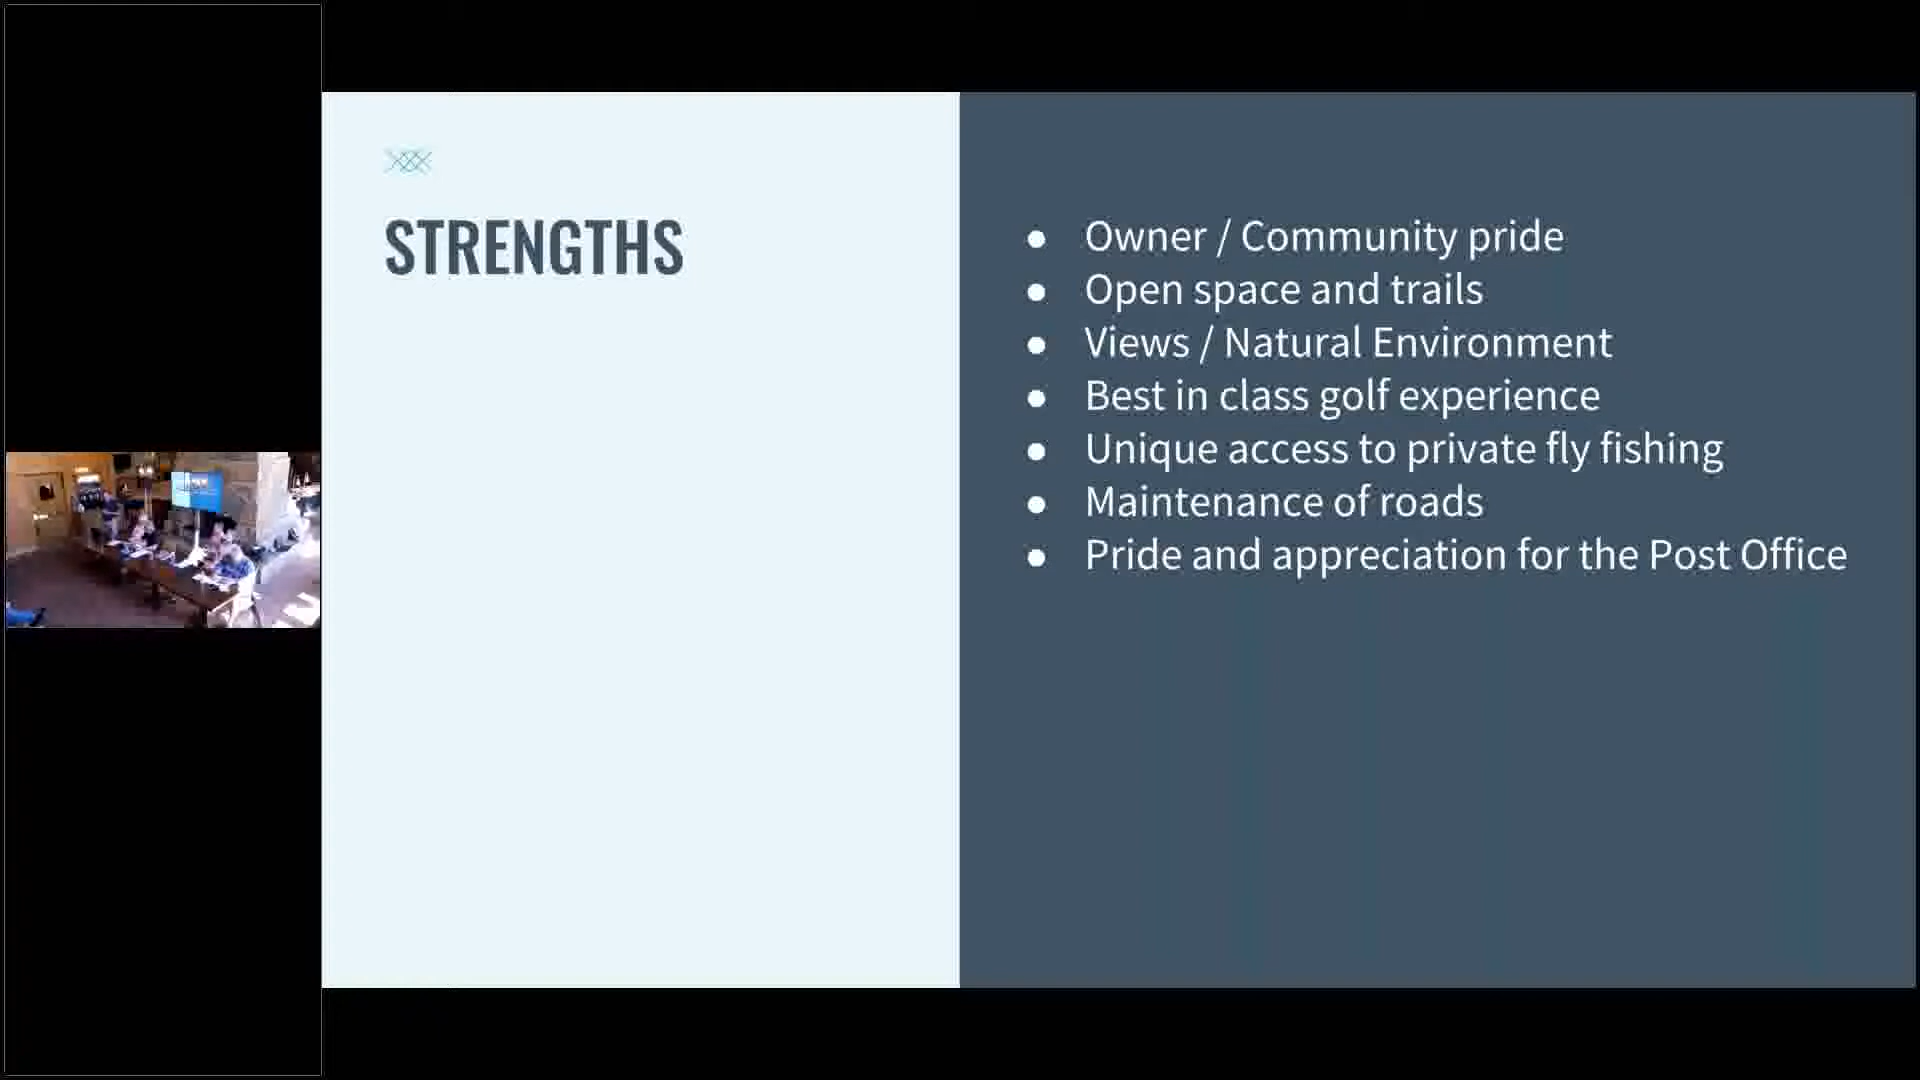 STRENGTHS
Owner / Community pride
Open space and trails
Views / Natural Environment
Best in class golf experience
Unique access to private fly fishing
Maintenance of roads
Pride and appreciation for the Post Office